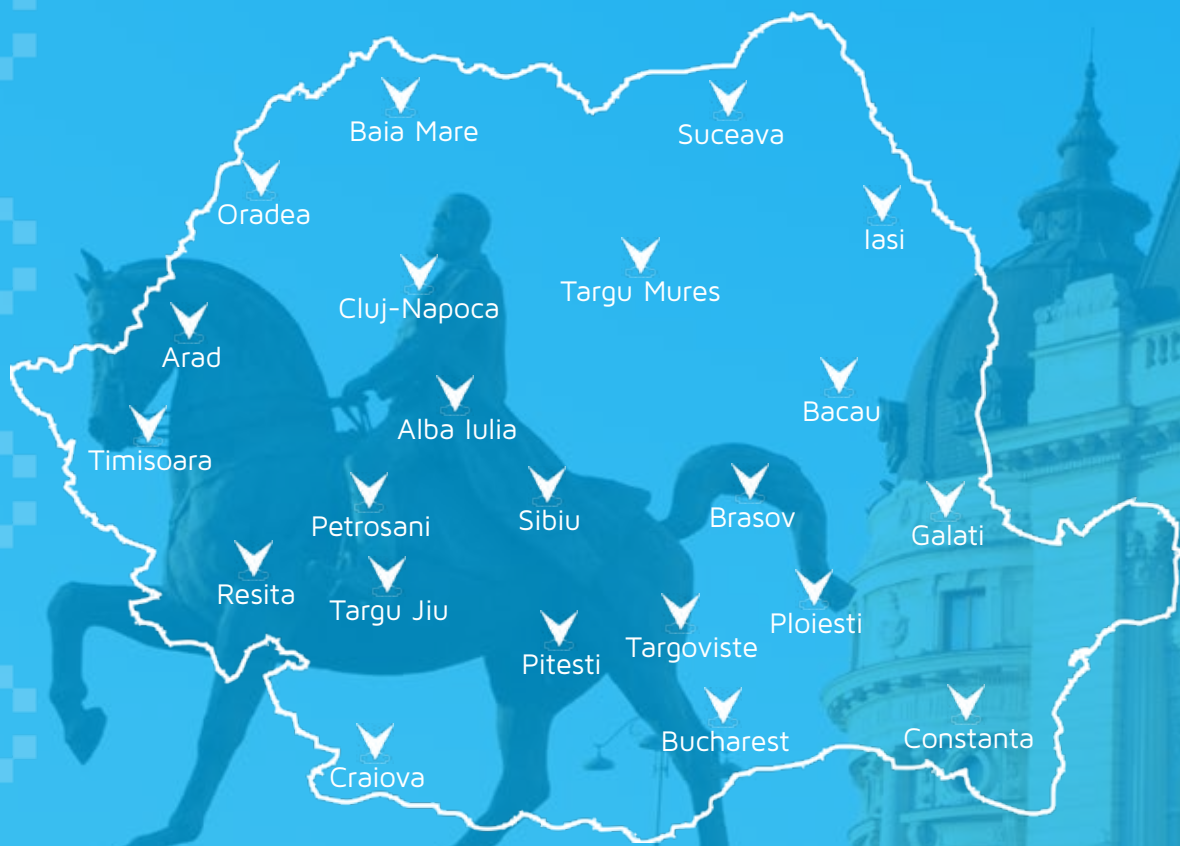 Baia Mare
Suceava
Oradea
Iasi
Targu Mures
Cluj-Napoca
Arad
Bacau
Alba Iulia
Timisoara
Petrosani
Sibiu
Brasov
Galati
Resita
Targu Jiu
Ploiesti
Targoviste
Pitesti
Bucharest
Constanta
Craiova